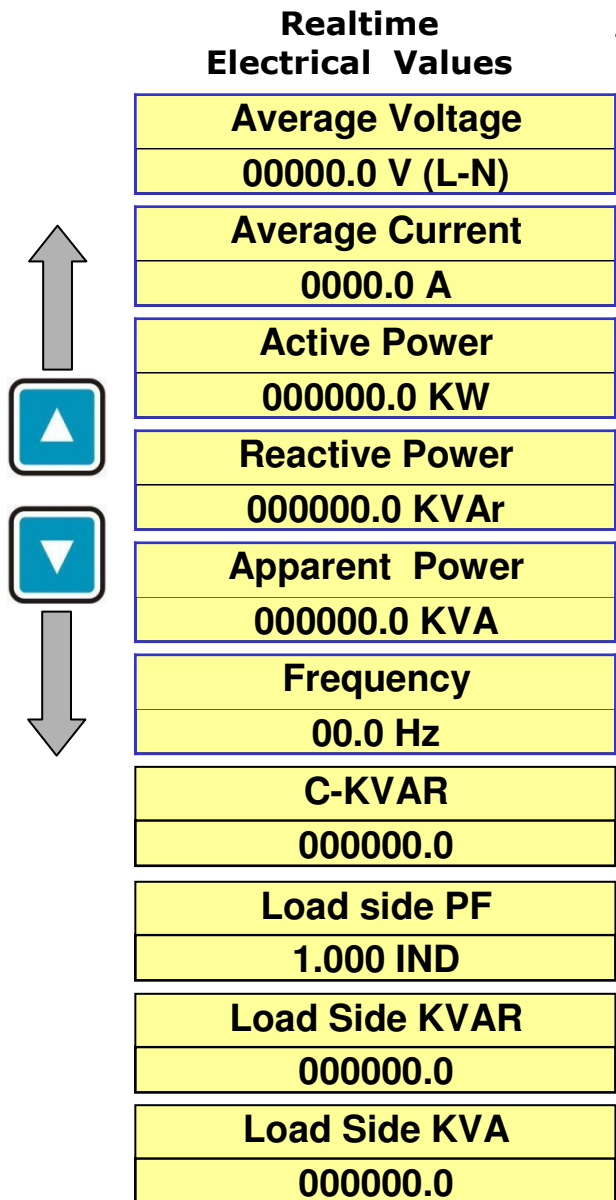 Realtime
Electrical Values
Average Voltage
00000.0 V (L-N)
Average Current
0000.0 A
Active Power
000000.0 KW
Reactive Power
000000.0 KVAr
Apparent Power
000000.0 KVA
Frequency
00.0 Hz
C-KVAR
000000.0
Load side PF
1.000 IND
Load Side KVAR
000000.0
Load Side KVA
000000.0